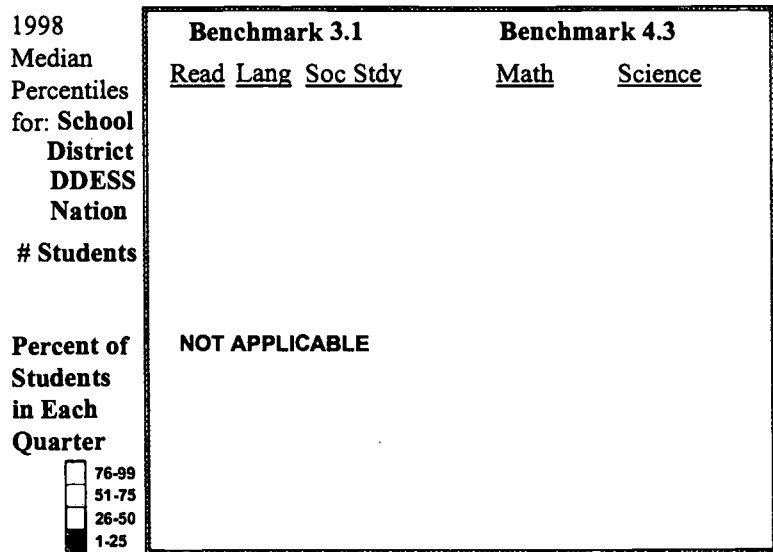 1998
Median
Percentiles
for: School
District
DDESS
Nation
# Students
Benchmark 3.1 Benchmark 4.3
Read Lang Soc Stdy Math Science
NOT APPLICABLE
Percent of
Students
in Each
Quarter
76-99
51-75
26-50
1-25